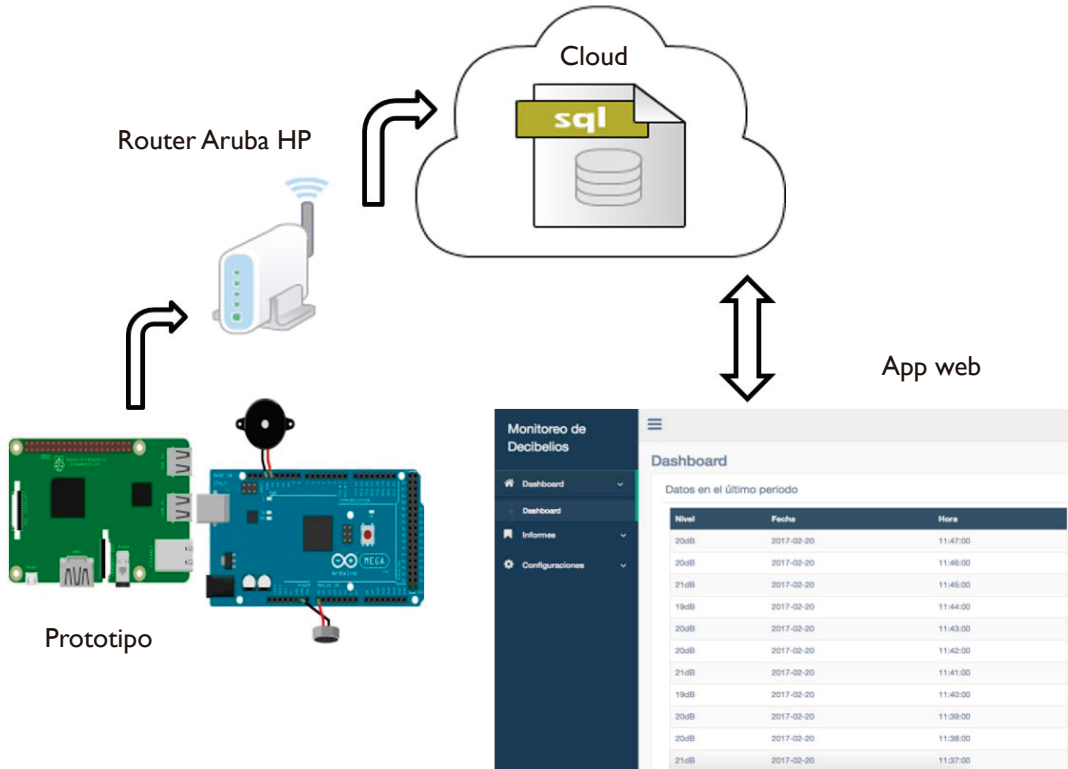 Cloud
sql
Router Aruba HP
App web
Prototipo
ARDUINO
MEGA
Monitoreo de
Decibelios
Dashboard
Dashboard
Informes
Configuraciones
Dashboard
Datos en el último periodo
Nivel Fecha Hora
20dB 2017-02-20 11:47:00
20dB 2017-02-20 11:46:00
21dB 2017-02-20 11:45:00
19dB 2017-02-20 11:44:00
20dB 2017-02-20 11:43:00
20dB 2017-02-20 11:42:00
21dB 2017-02-20 11:41:00
19dB 2017-02-20 11:40:00
20dB 2017-02-20 11:39:00
20dB 2017-02-20 11:38:00
21dB 2017-02-20 11:37:00